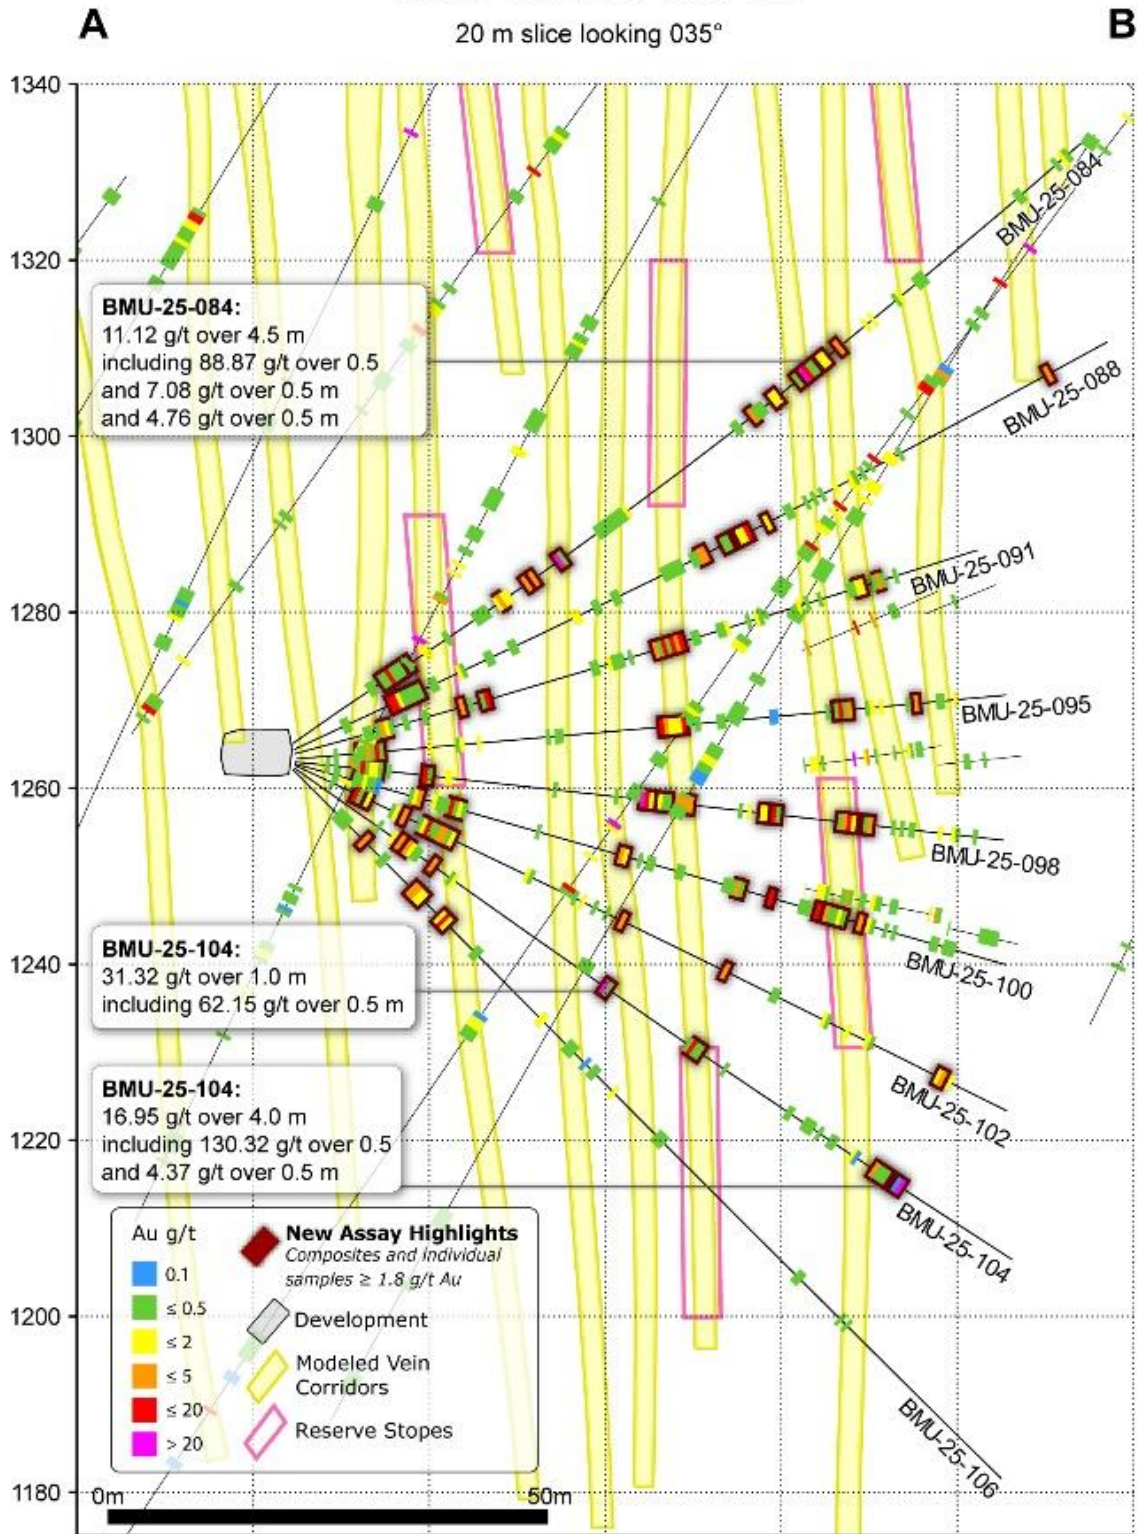 A
B
20 m slice looking 035°
1340
1320
1300
1280
1260
1240
1220
1200
1180
BMU-25-084:
11.12 g/t over 4.5 m
including 88.87 g/t over 0.5
and 7.08 g/t over 0.5 m
and 4.76 g/t over 0.5 m
BMU-25-084
BMU-25-088
BMU-25-091
BMU-25-095
BMU-25-098
BMU-25-100
BMU-25-102
BMU-25-104
BMU-25-106
BMU-25-104:
31.32 g/t over 1.0 m
including 62.15 g/t over 0.5 m
BMU-25-104:
16.95 g/t over 4.0 m
including 130.32 g/t over 0.5
and 4.37 g/t over 0.5 m
Au g/t
0.1
≤ 0.5
≤ 2
≤ 5
≤ 20
> 20
New Assay Highlights
Composites and individual
samples ≥ 1.8 g/t Au
Development
Modeled Vein
Corridors
Reserve Stopes
0m
50m